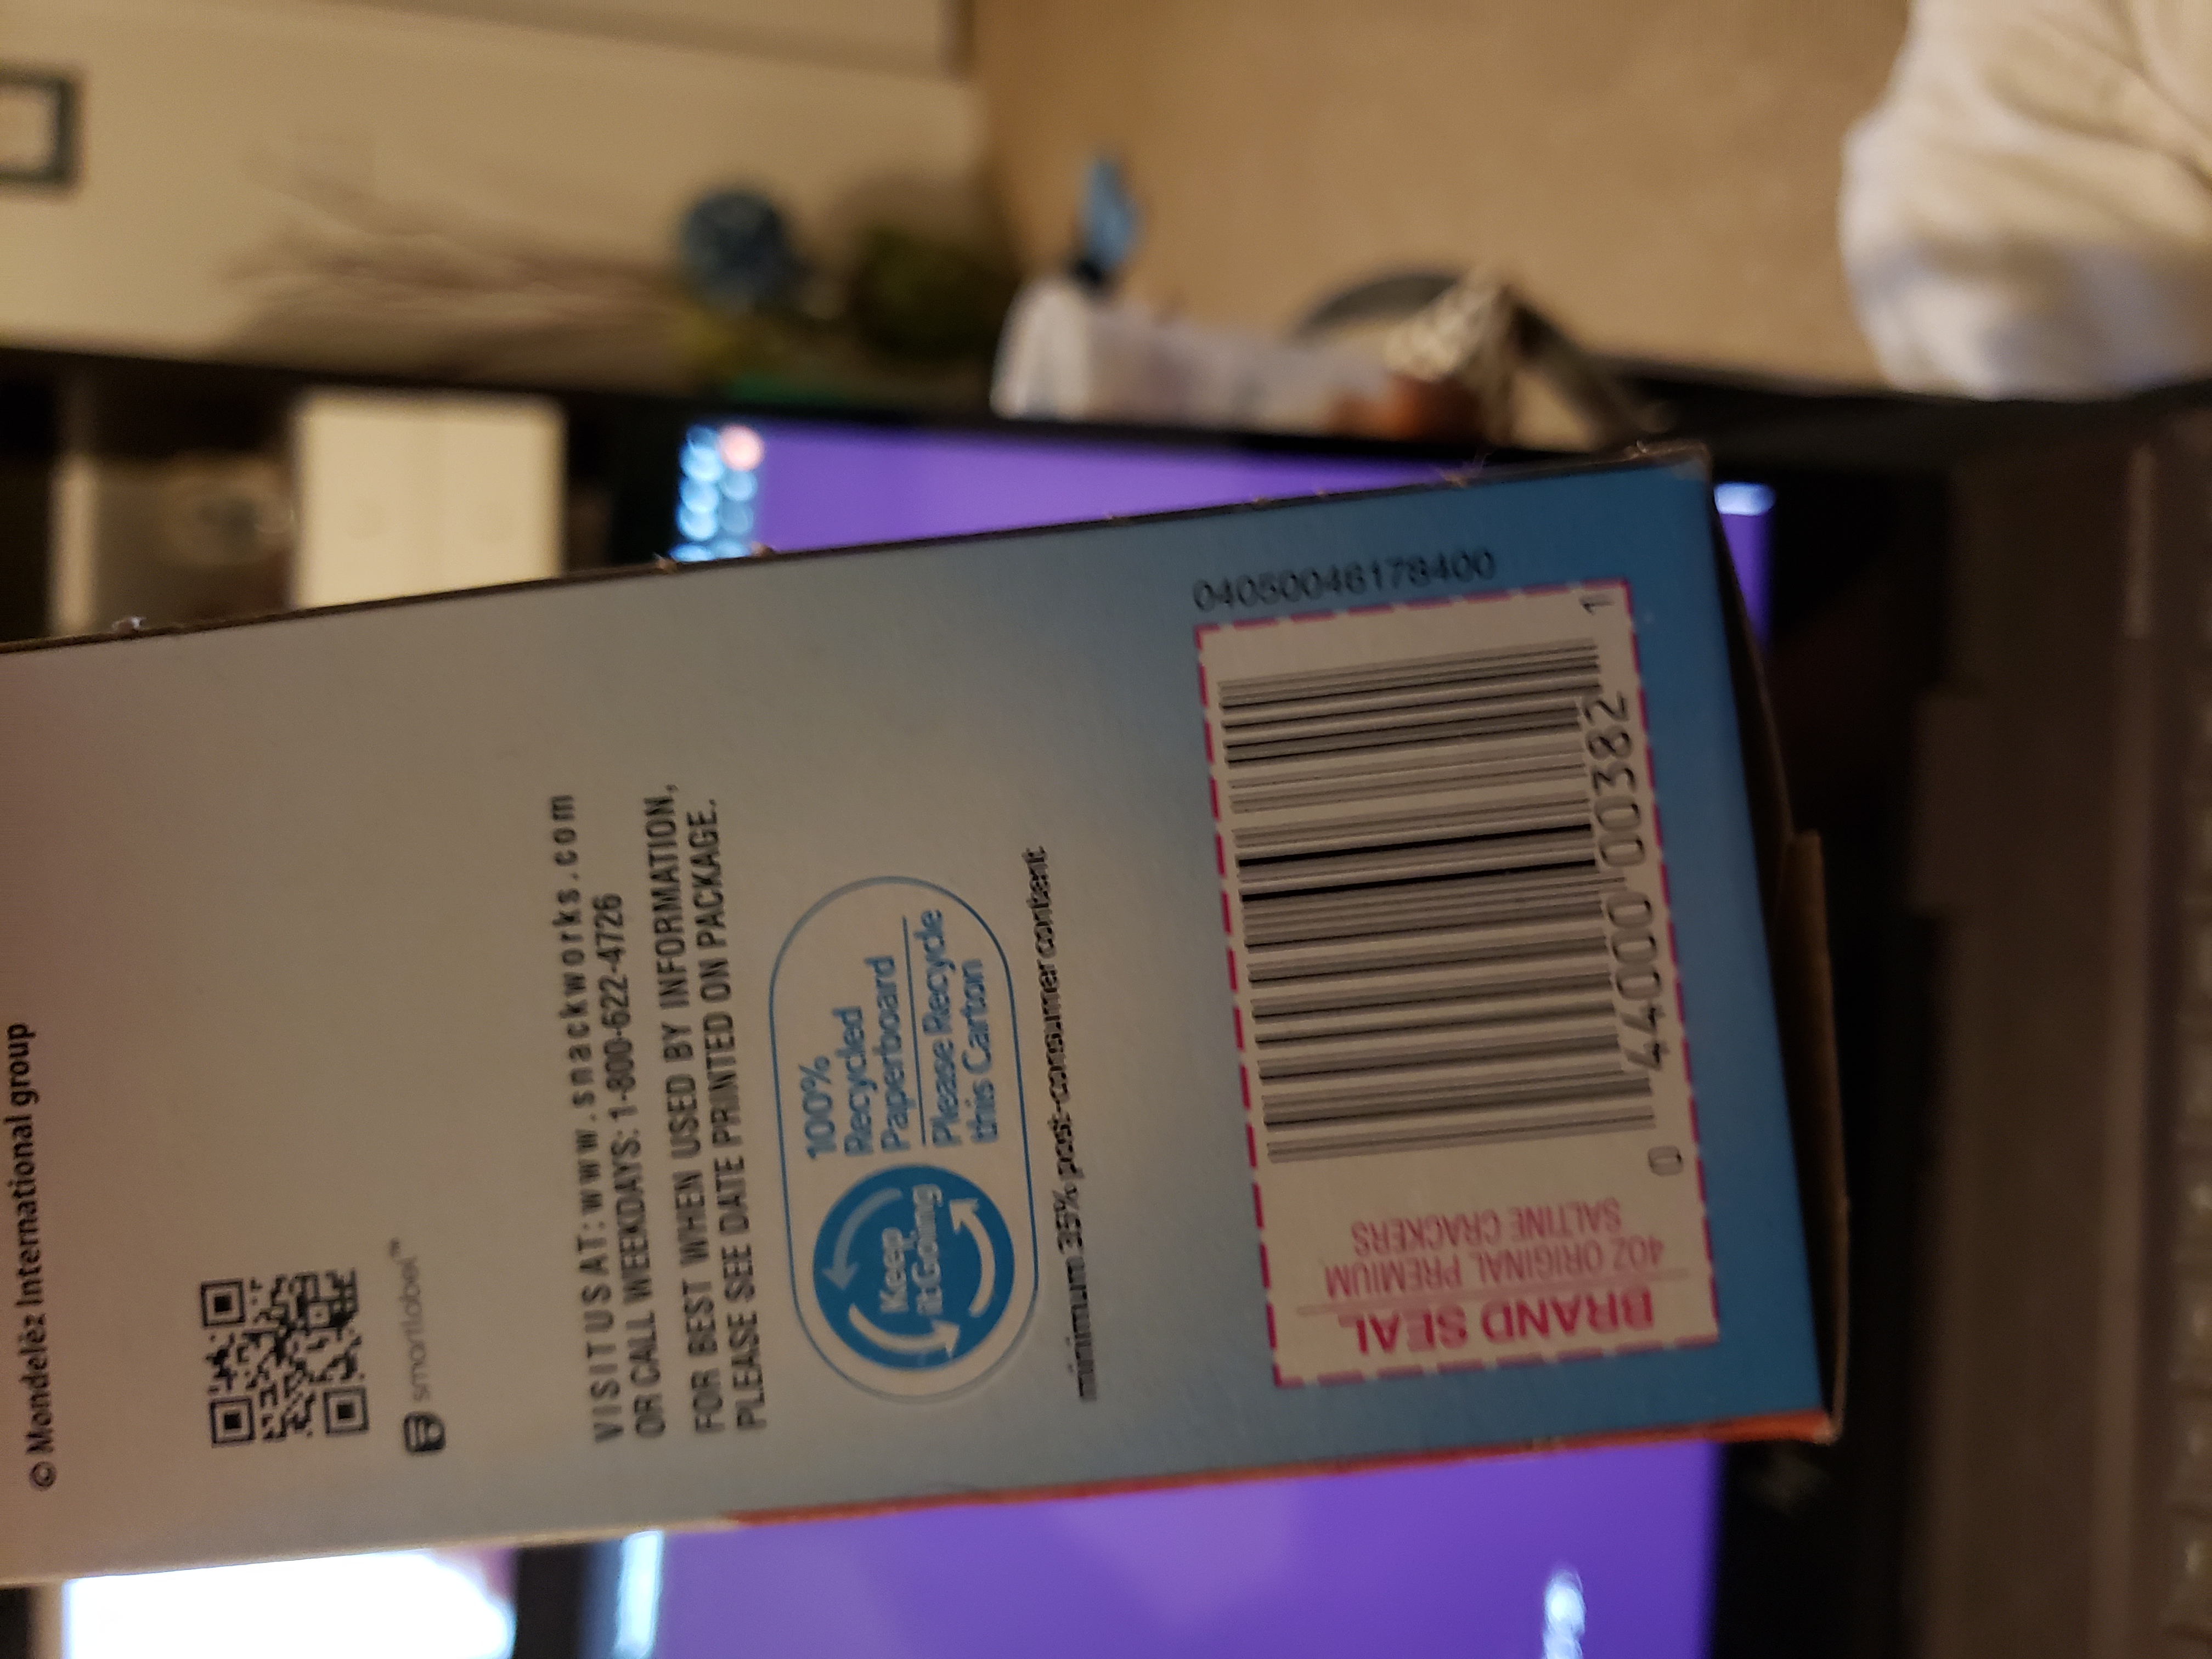 © Mondelēz International group
smartlabel™
VISIT US AT: www.snackworks.com
OR CALL WEEKDAYS: 1-800-622-4726
FOR BEST WHEN USED BY INFORMATION,
PLEASE SEE DATE PRINTED ON PACKAGE.
Keep
it Going
100%
Recycled
Paperboard
Please Recycle
this Carton
minimum 35% post-consumer content
BRAND SEAL
4OZ ORIGINAL PREMIUM
SALTINE CRACKERS
0 44000 00382 1